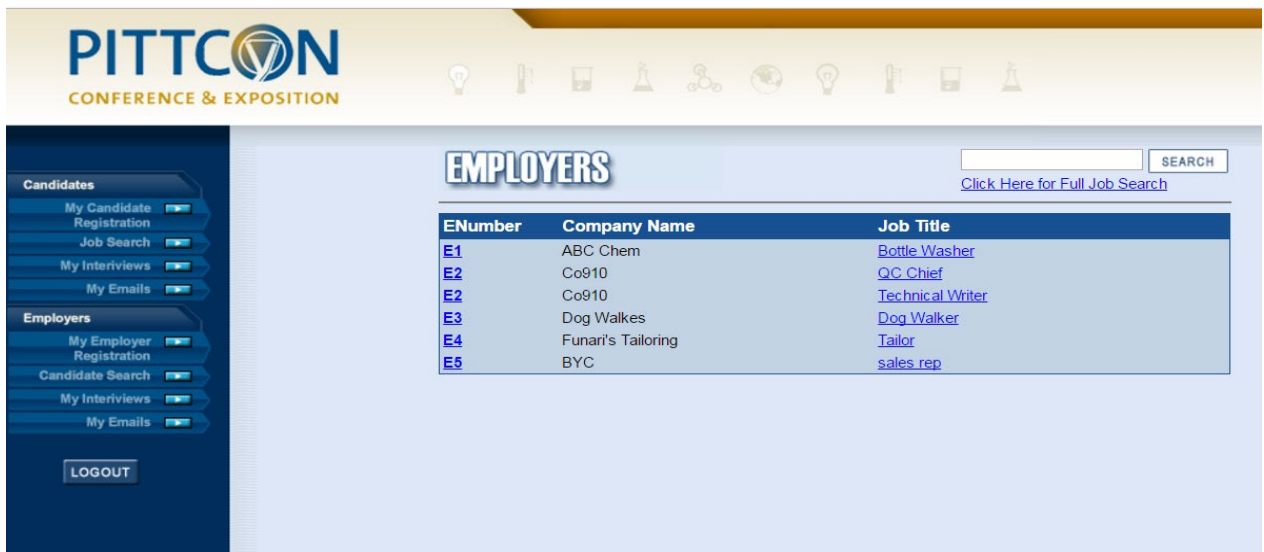 PITTCON
CONFERENCE & EXPOSITION
Candidates
My Candidate
Registration
Job Search
My Interiviews
My Emails
Employers
My Employer
Registration
Candidate Search
My Interiviews
My Emails
LOGOUT
EMPLOYERS
SEARCH
Click Here for Full Job Search
ENumber Company Name Job Title
E1 ABC Chem Bottle Washer
E2 Co910 QC Chief
E2 Co910 Technical Writer
E3 Dog Walkes Dog Walker
E4 Funari's Tailoring Tailor
E5 BYC sales rep